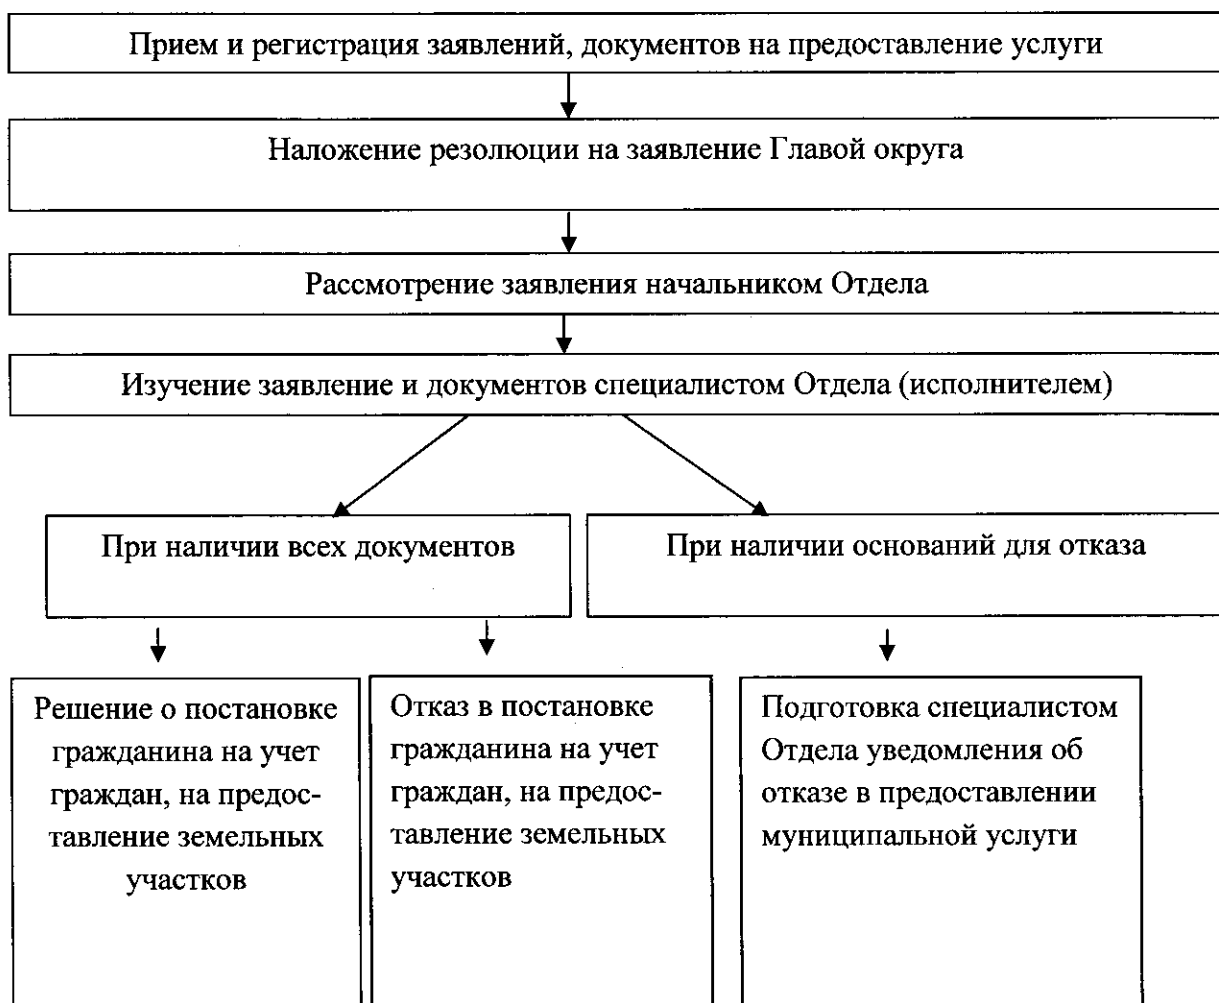 Прием и регистрация заявлений, документов на предоставление услуги
Наложение резолюции на заявление Главой округа
Рассмотрение заявления начальником Отдела
Изучение заявление и документов специалистом Отдела (исполнителем)
При наличии всех документов
При наличии оснований для отказа
Решение о постановке
гражданина на учет
граждан, на предос-
тавление земельных
участков
Отказ в постановке
гражданина на учет
граждан, на предос-
тавление земельных
участков
Подготовка специалистом
Отдела уведомления об
отказе в предоставлении
муниципальной услуги